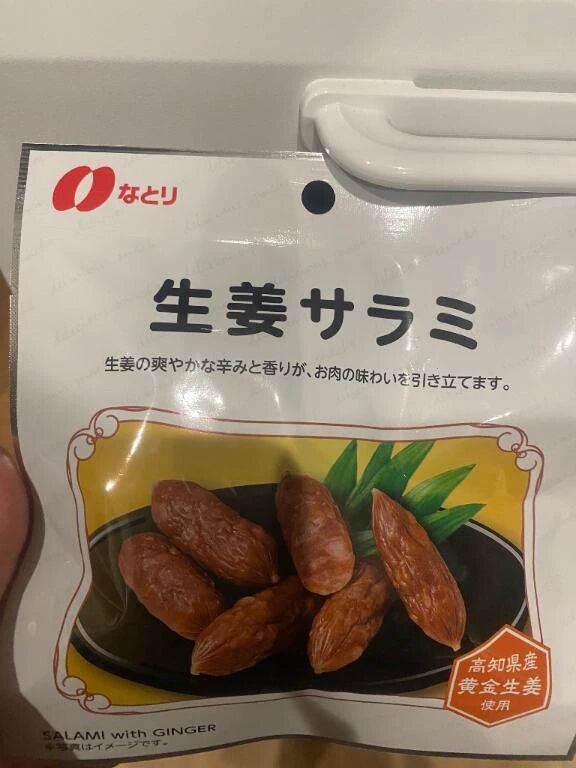 なとり
生姜サラミ
生姜の爽やかな辛みと香りが、お肉の味わいを引き立てます。
高知県産
黄金生姜
使用
SALAMI with GINGER
※写真はイメージです。